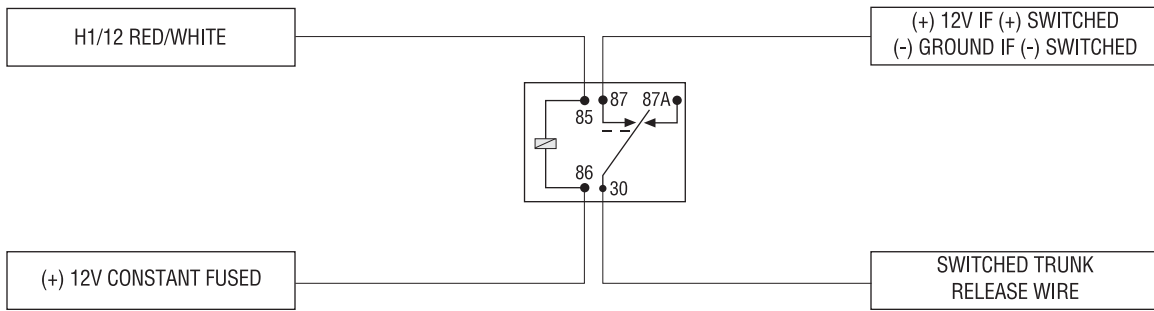 H1/12 RED/WHITE
(+) 12V IF (+) SWITCHED
(-) GROUND IF (-) SWITCHED
87 87A
85
86
30
(+) 12V CONSTANT FUSED
SWITCHED TRUNK
RELEASE WIRE